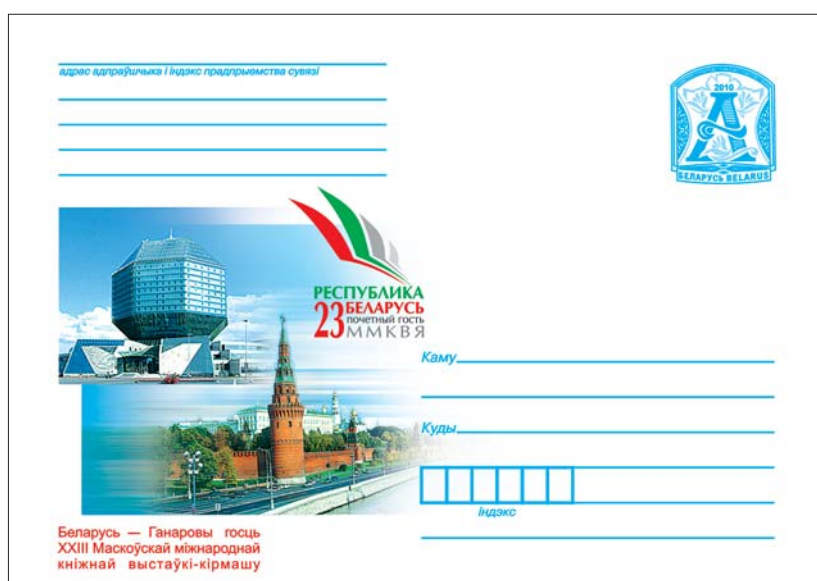 адрас адпраўшчыка і індэкс прадпрыемства сувязі
2010
А
БЕЛАРУСЬ BELARUS
РЕСПУБЛИКА
БЕЛАРУСЬ
почетный гость
23 ММКВЯ
Каму
Куды
індэкс
Беларусь — Ганаровы госць
XXIII Маскоўскай міжнароднай
кніжнай выстаўкі-кірмашу